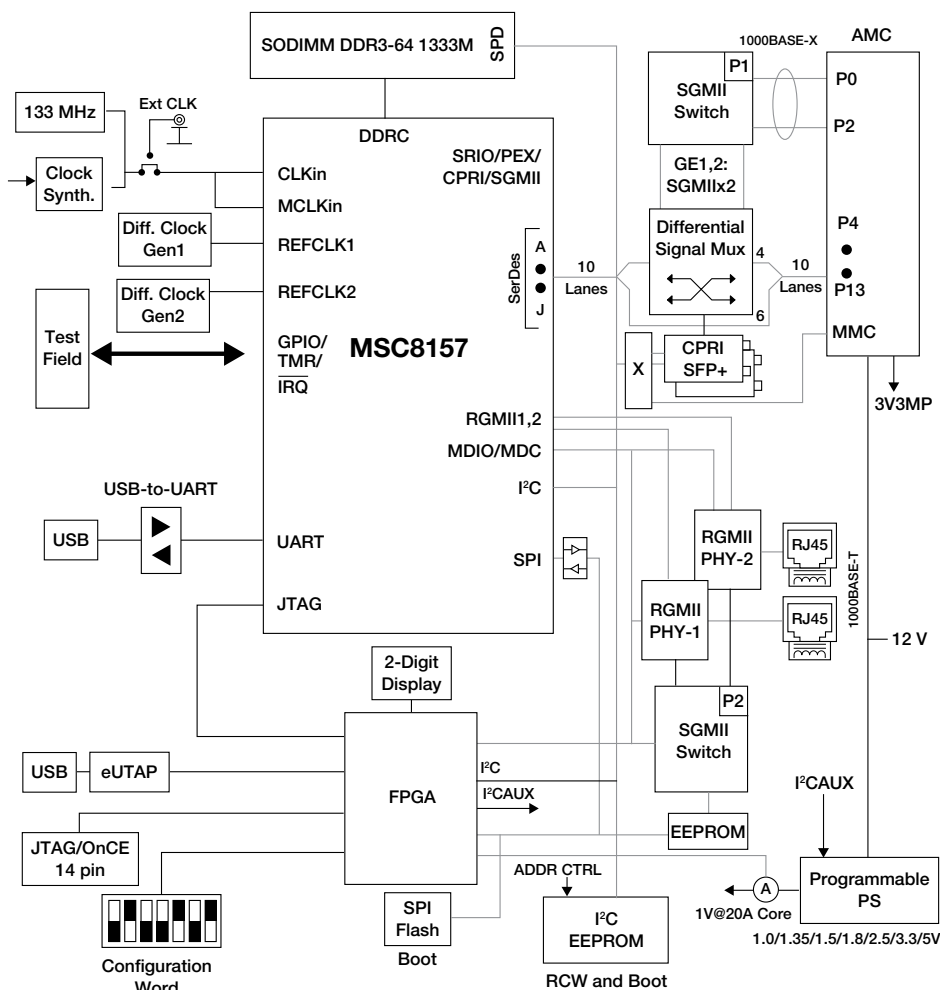 SODIMM DDR3-64 1333M
SPD
1000BASE-X
AMC
P1
SGMII
Switch
P0
P2
133 MHz
Ext CLK
Clock
Synth.
DDRC
SRIO/PEX/
CPRI/SGMII
CLKin
MCLKin
GE1,2:
SGMIIx2
Diff. Clock
Gen1
REFCLK1
Diff. Clock
Gen2
REFCLK2
SerDes
A
J
10
Lanes
Differential
Signal Mux
4
6
10
Lanes
P4
P13
MMC
Test
Field
GPIO/
TMR/
IRQ
MSC8157
X
CPRI
SFP+
3V3MP
RGMII1,2
MDIO/MDC
I²C
USB-to-UART
USB
UART
SPI
JTAG
RGMII
PHY-2
RJ45
RGMII
PHY-1
RJ45
1000BASE-T
12 V
2-Digit
Display
P2
SGMII
Switch
USB
eUTAP
FPGA
I²C
I²CAUX
I²CAUX
EEPROM
JTAG/OnCE
14 pin
ADDR CTRL
A
1V@20A Core
Programmable
PS
1.0/1.35/1.5/1.8/2.5/3.3/5V
SPI
Flash
Boot
I²C
EEPROM
RCW and Boot
Configuration
Word